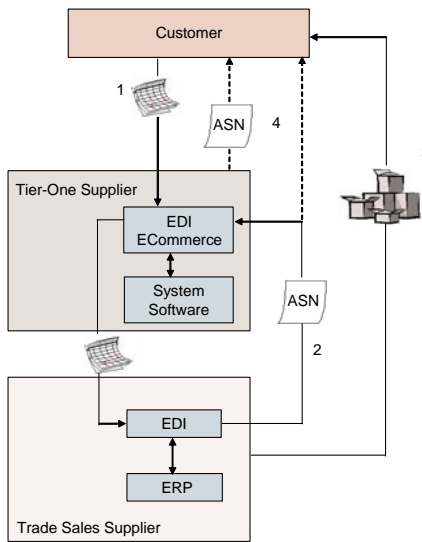 Customer
1
ASN
4
Tier-One Supplier
EDI
ECommerce
System
Software
ASN
2
EDI
ERP
Trade Sales Supplier